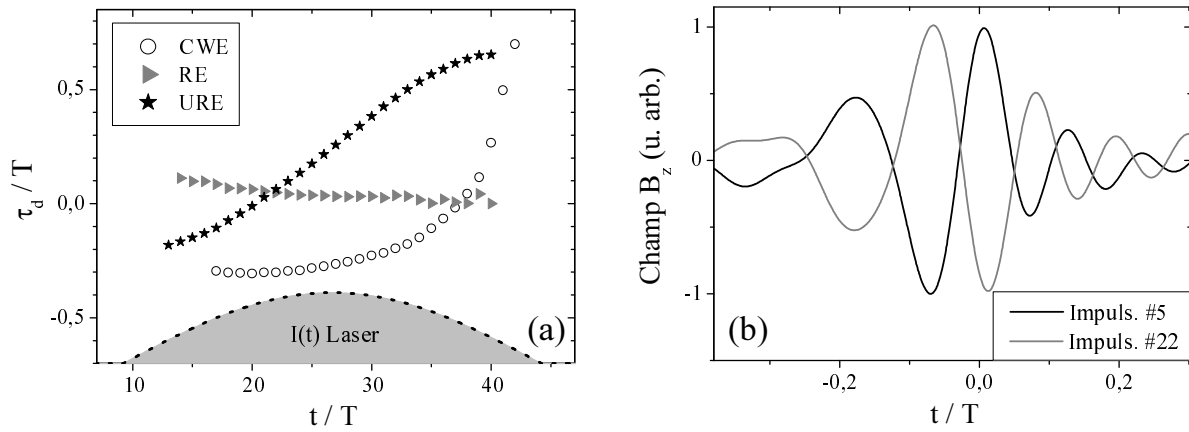 CWE
RE
URE
0,5
0,0
-0,5
τd / T
I(t) Laser
(a)
10
20
30
40
t / T
1
0
-1
Champ Bz (u. arb.)
Impuls. #5
Impuls. #22
(b)
-0,2
0,0
0,2
t / T